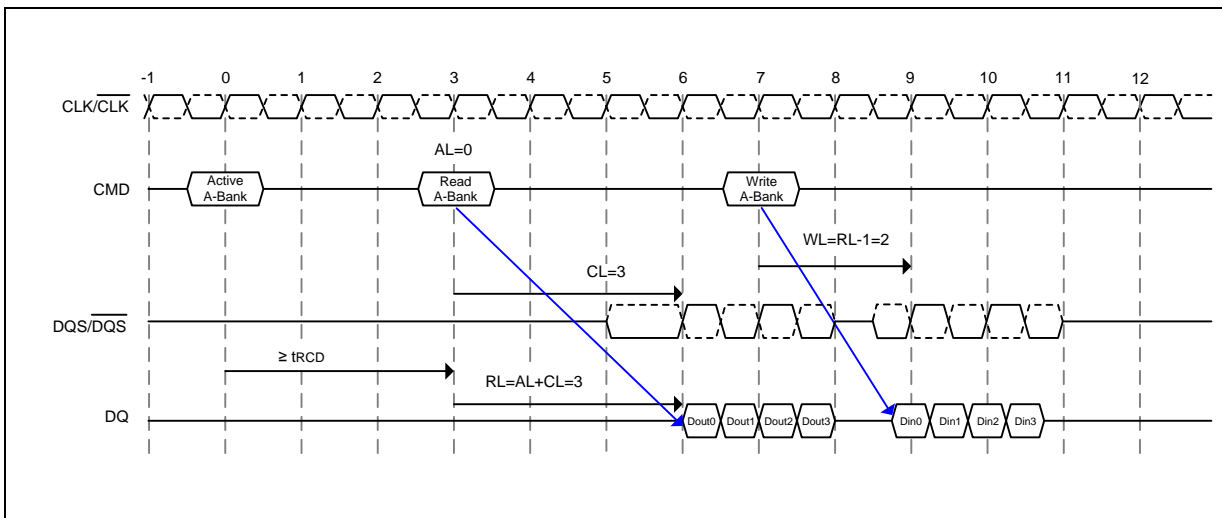 -1 0 1 2 3 4 5 6 7 8 9 10 11 12
CLK/CLK
AL=0
CMD
Active
A-Bank
Read
A-Bank
Write
A-Bank
WL=RL-1=2
CL=3
DQS/DQS
≥ tRCD
RL=AL+CL=3
DQ
Dout0 Dout1 Dout2 Dout3 Din0 Din1 Din2 Din3